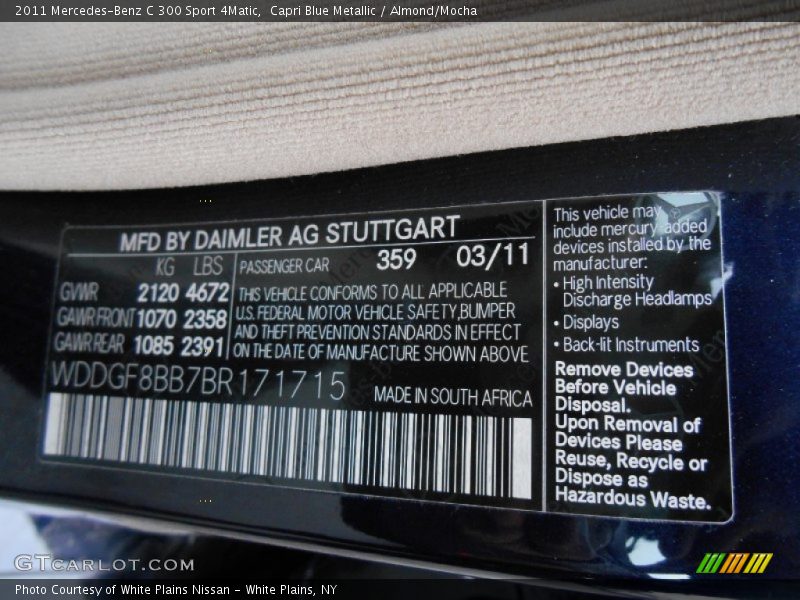 2011 Mercedes-Benz C 300 Sport 4Matic, Capri Blue Metallic / Almond/Mocha
MFD BY DAIMLER AG STUTTGART
KG LBS
GVWR 2120 4672
GAWR FRONT 1070 2358
GAWR REAR 1085 2391
PASSENGER CAR 359 03/11
THIS VEHICLE CONFORMS TO ALL APPLICABLE
U.S. FEDERAL MOTOR VEHICLE SAFETY,BUMPER
AND THEFT PREVENTION STANDARDS IN EFFECT
ON THE DATE OF MANUFACTURE SHOWN ABOVE
WDDGF8BB7BR171715
MADE IN SOUTH AFRICA
This vehicle may
include mercury added
devices installed by the
manufacturer:
• High Intensity
Discharge Headlamps
• Displays
• Back-lit Instruments
Remove Devices
Before Vehicle
Disposal.
Upon Removal of
Devices Please
Reuse, Recycle or
Dispose as
Hazardous Waste.
GTCARLOT.COM
Photo Courtesy of White Plains Nissan - White Plains, NY